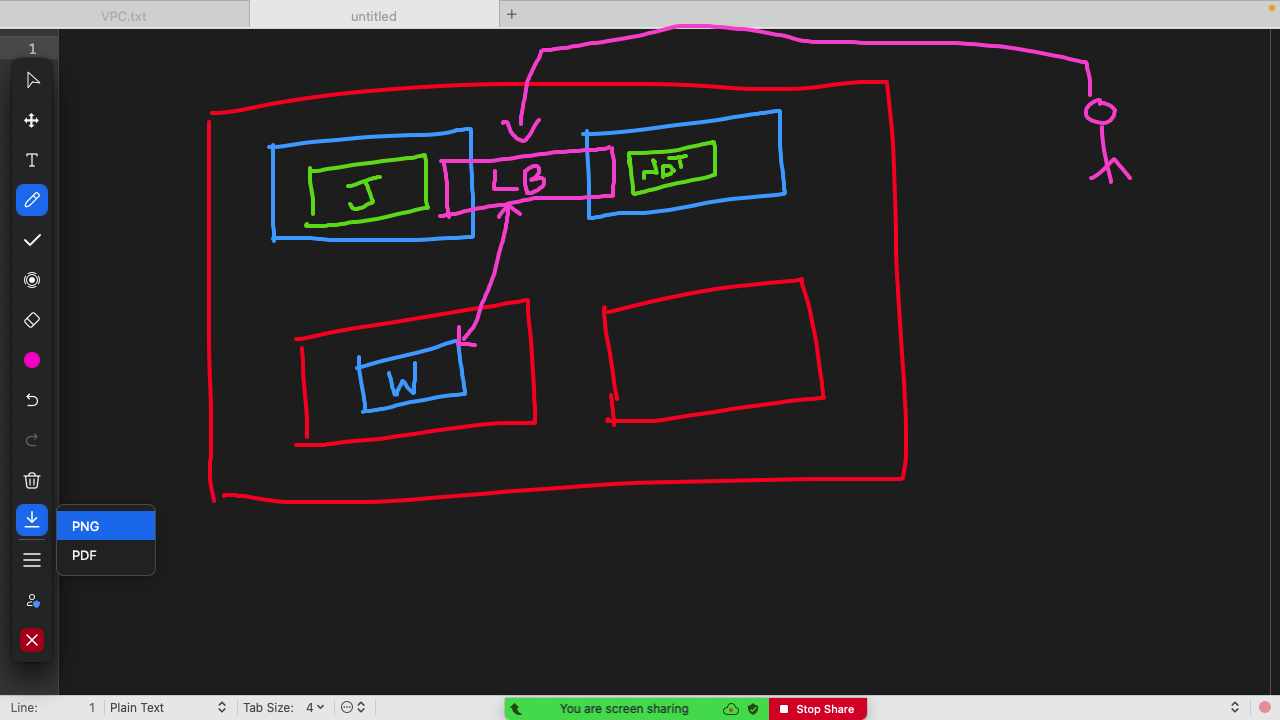 VPC.txt
untitled
+
1
J
LB
NDT
T
W
PNG
PDF
Line: 1
Plain Text
Tab Size: 4
You are screen sharing
Stop Share